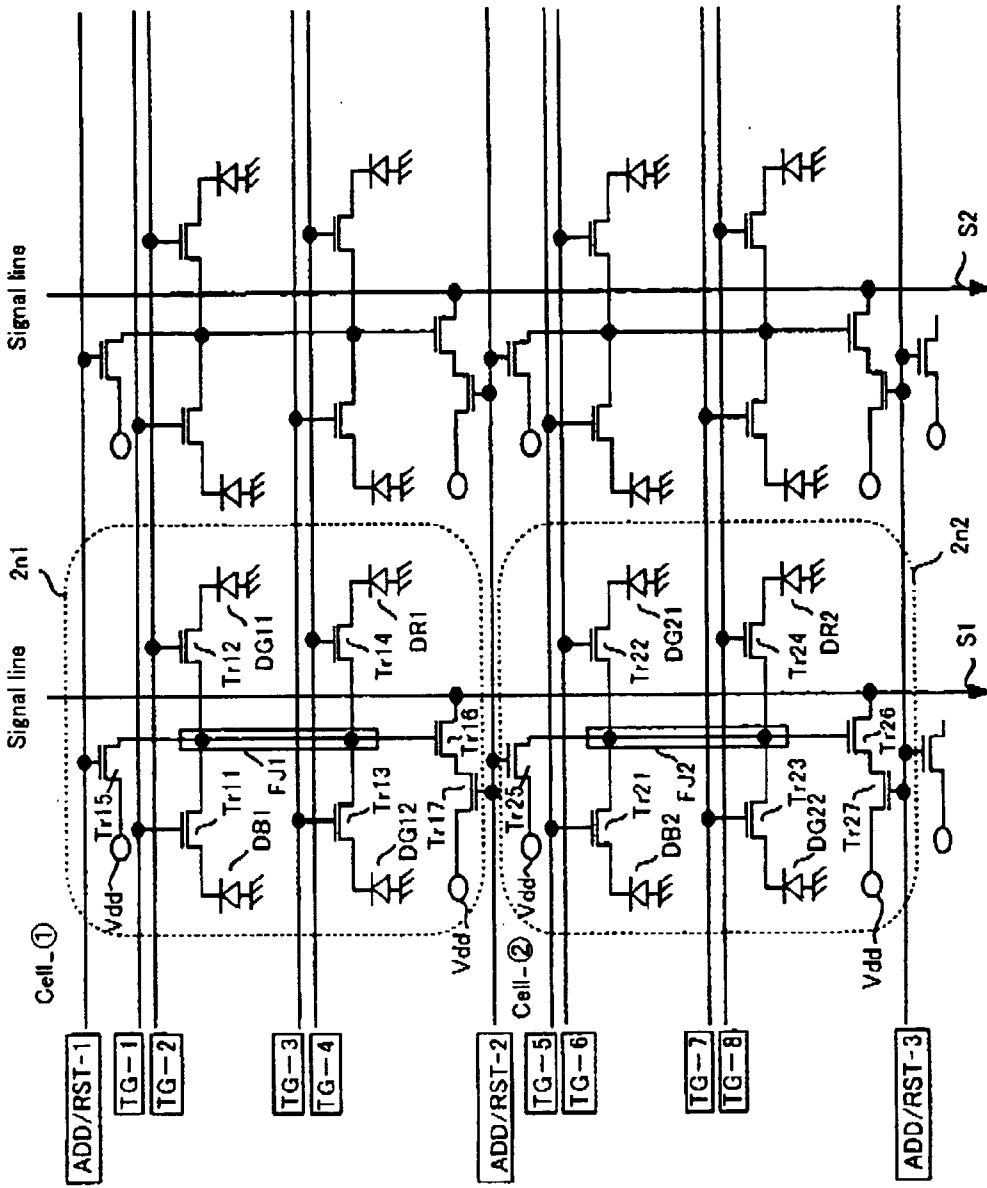 Signal line
Signal line
2n1
Cell_①
ADD/RST-1
Tr15
Vdd
TG-1
TG-2
Tr11
DB1
Tr12
DG11
FJ1
TG-3
TG-4
Tr13
DG12
Tr14
DR1
Tr16
Tr17
Vdd
ADD/RST-2
Cell-②
Tr25
Vdd
TG-5
TG-6
Tr21
DB2
Tr22
DG21
FJ2
TG-7
TG-8
Tr23
DG22
Tr24
DR2
Tr26
Tr27
Vdd
ADD/RST-3
2n2
S1
S2